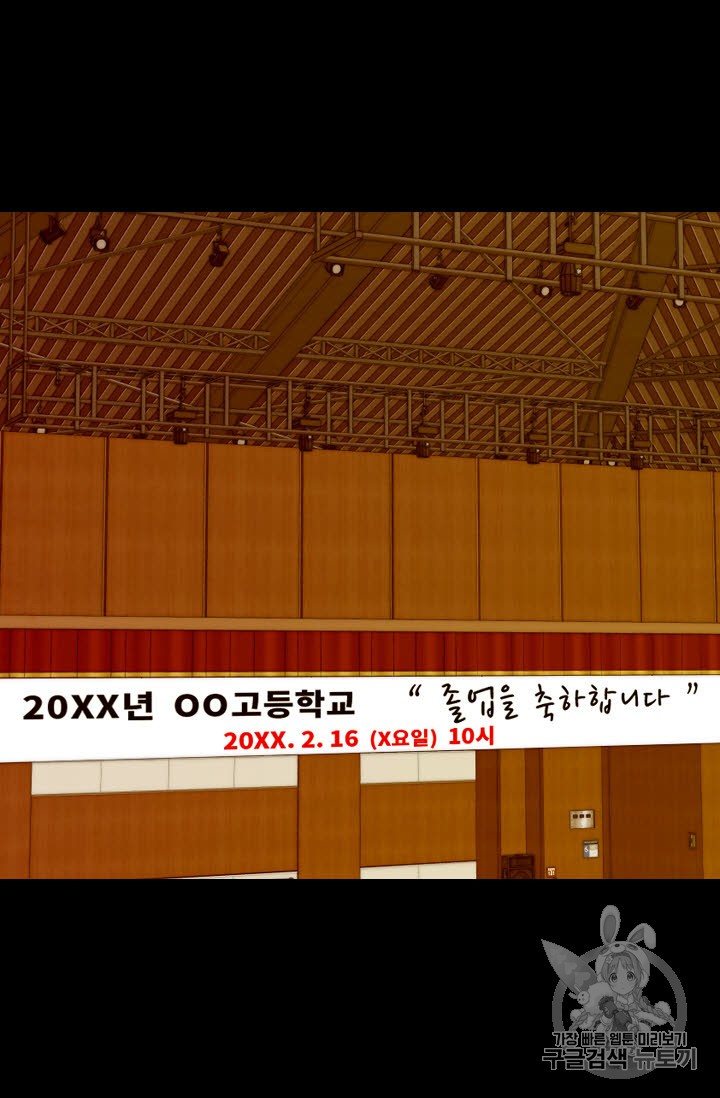 20XX년 OO고등학교 “ 졸업을 축하합니다 ”
20XX. 2. 16 (X요일) 10시
가장 빠른 웹툰 미리보기
구글검색 뉴토끼